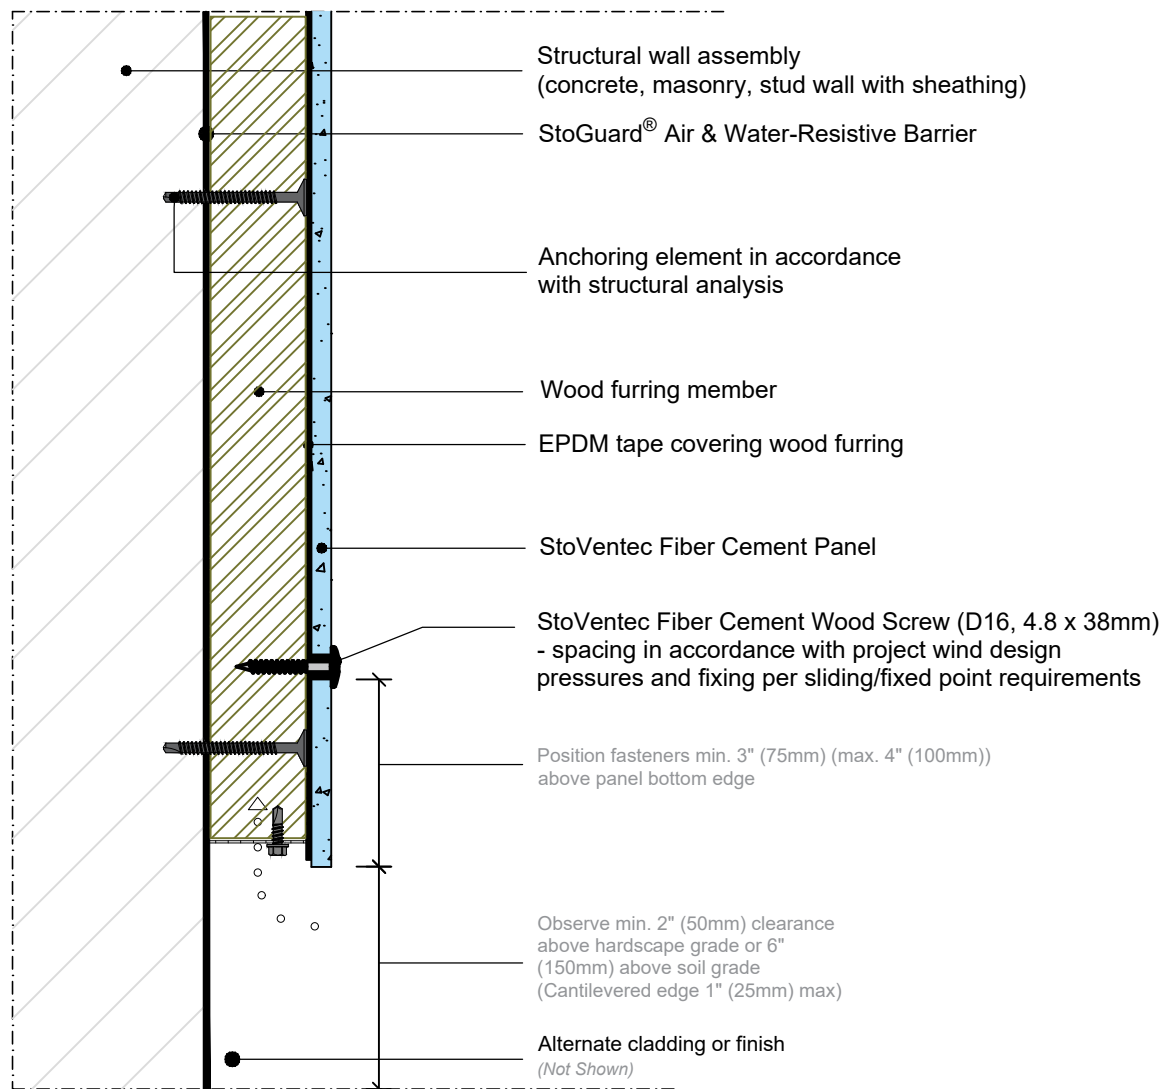 Structural wall assembly
(concrete, masonry, stud wall with sheathing)
StoGuard® Air & Water-Resistive Barrier
Anchoring element in accordance
with structural analysis
Wood furring member
EPDM tape covering wood furring
StoVentec Fiber Cement Panel
StoVentec Fiber Cement Wood Screw (D16, 4.8 x 38mm)
- spacing in accordance with project wind design
pressures and fixing per sliding/fixed point requirements
Position fasteners min. 3" (75mm) (max. 4" (100mm))
above panel bottom edge
Observe min. 2" (50mm) clearance
above hardscape grade or 6"
(150mm) above soil grade
(Cantilevered edge 1" (25mm) max)
Alternate cladding or finish
(Not Shown)